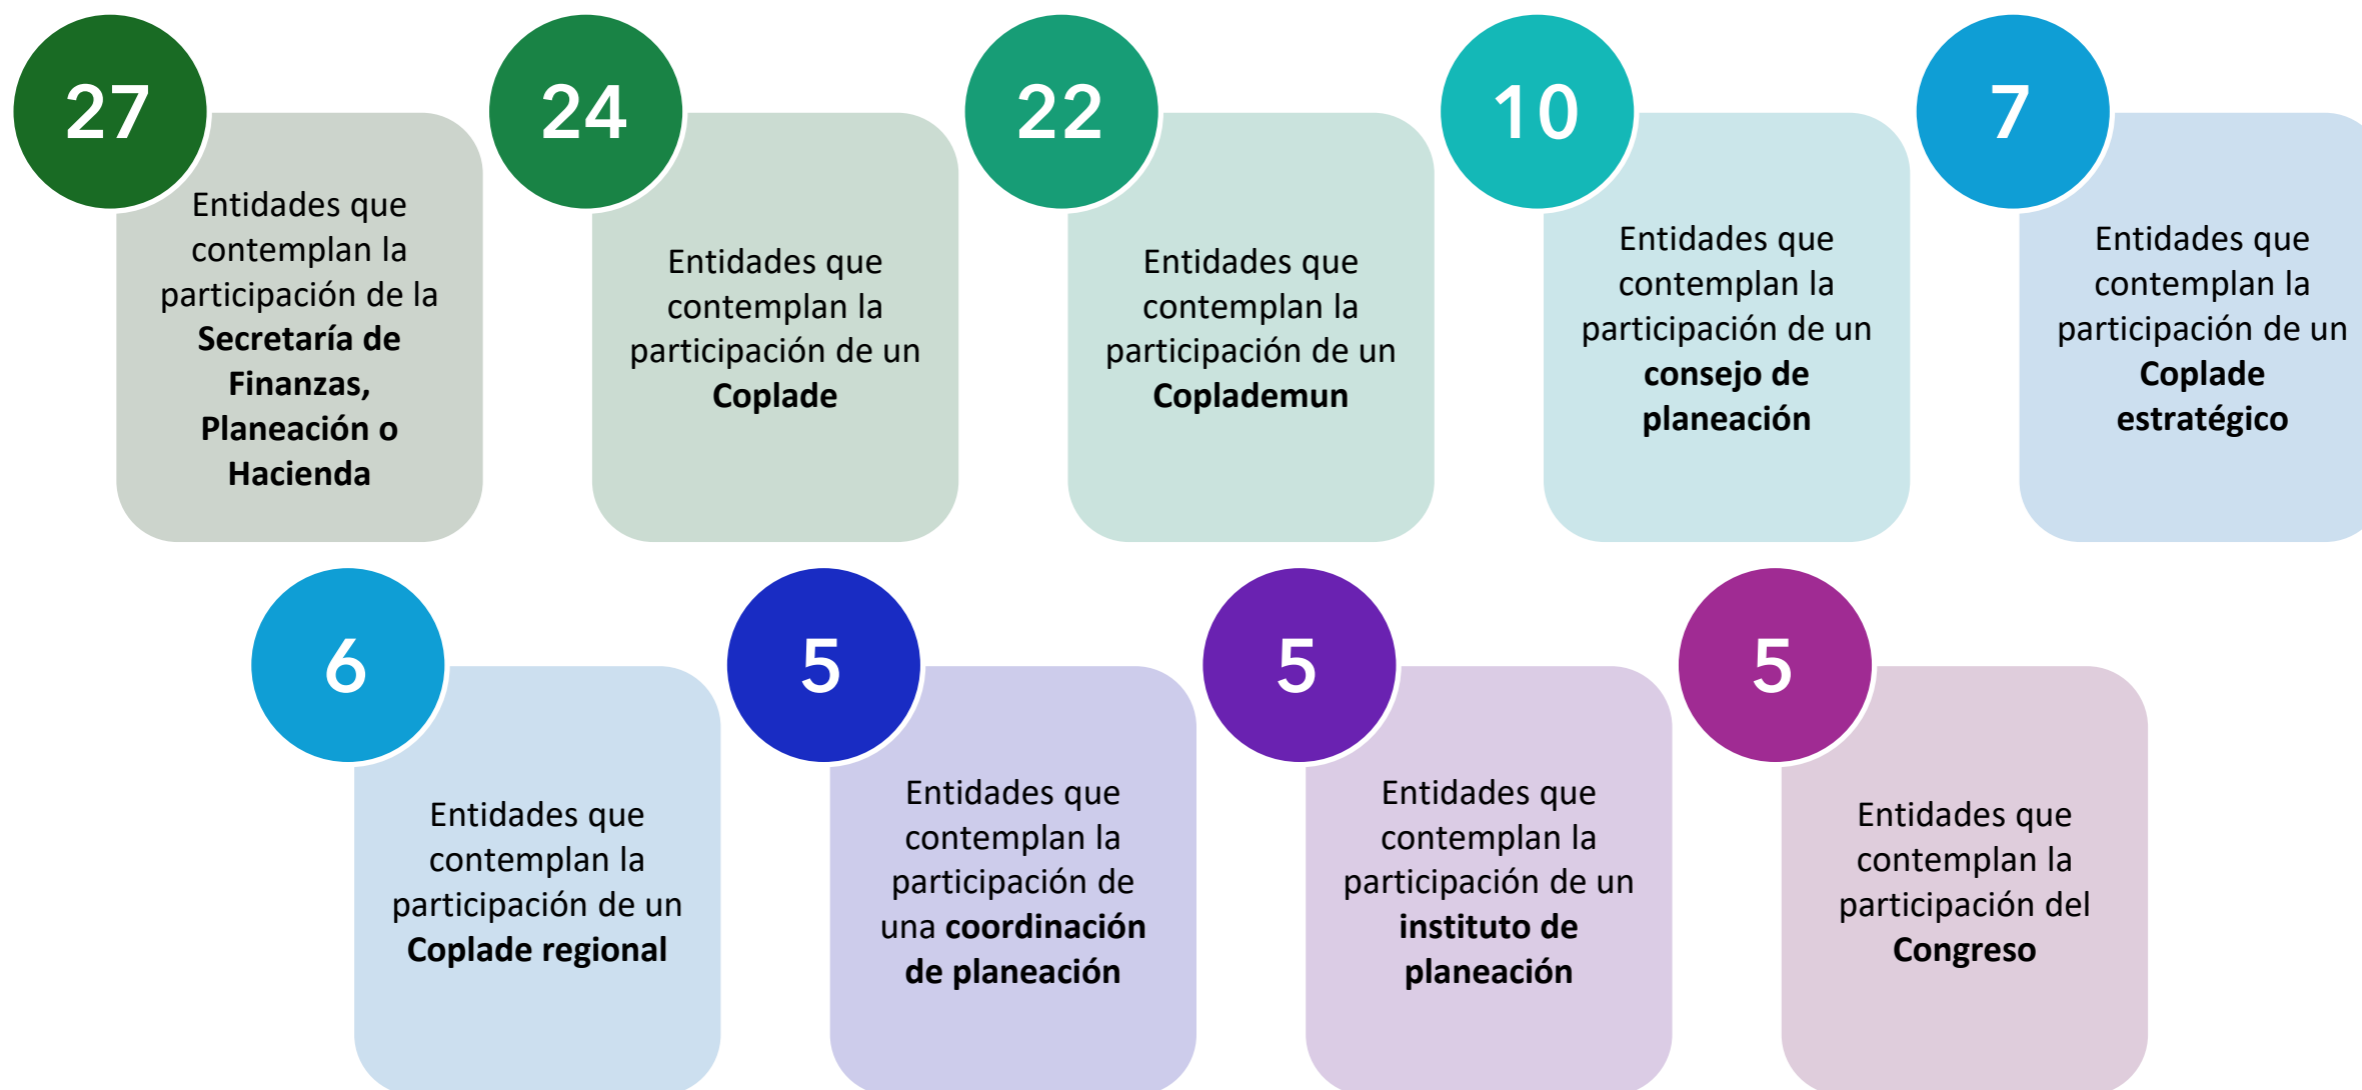 27
Entidades que
contemplan la
participación de la
Secretaría de
Finanzas,
Planeación o
Hacienda
24
Entidades que
contemplan la
participación de un
Coplade
22
Entidades que
contemplan la
participación de un
Coplademun
10
Entidades que
contemplan la
participación de un
consejo de
planeación
7
Entidades que
contemplan la
participación de un
Coplade
estratégico
6
Entidades que
contemplan la
participación de un
Coplade regional
5
Entidades que
contemplan la
participación de
una coordinación
de planeación
5
Entidades que
contemplan la
participación de un
instituto de
planeación
5
Entidades que
contemplan la
participación del
Congreso